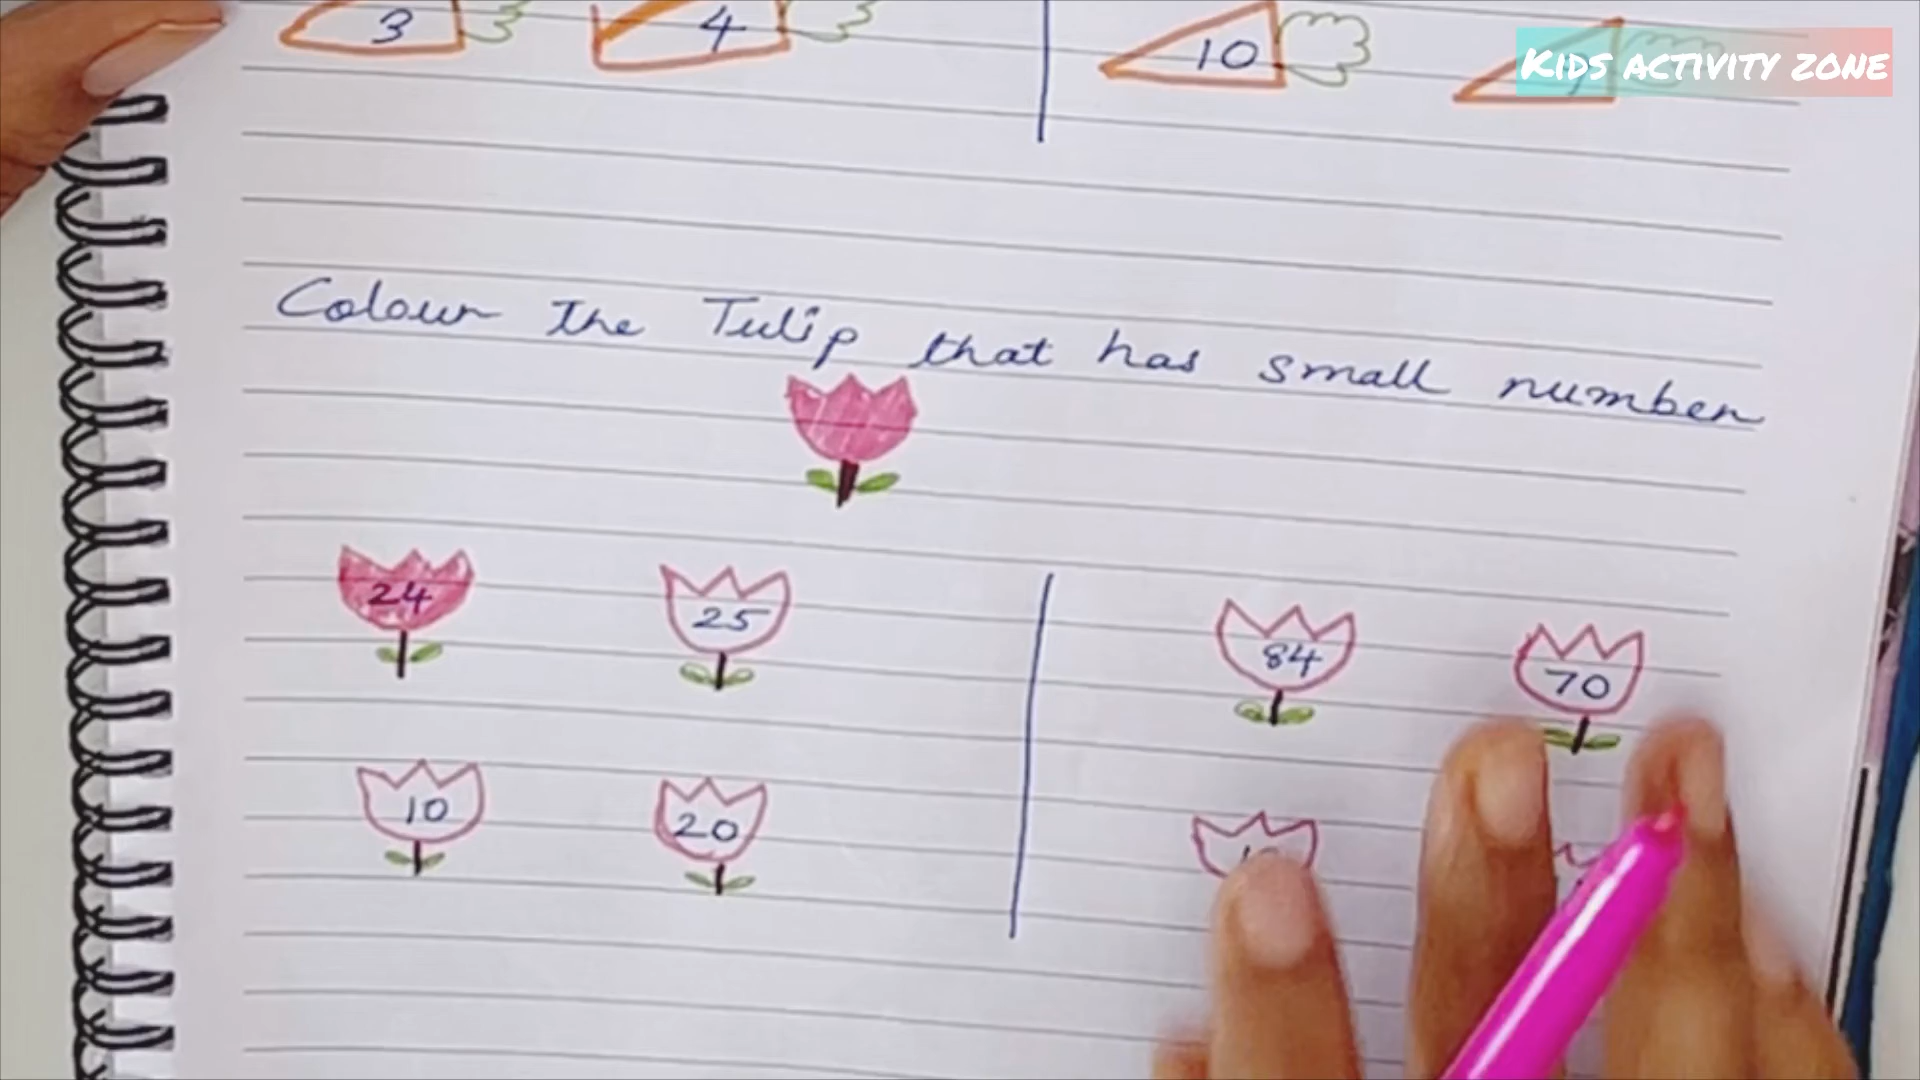 3 4 10
Kids activity zone
Colour the Tulip that has small number
24 25 84 70
10 20